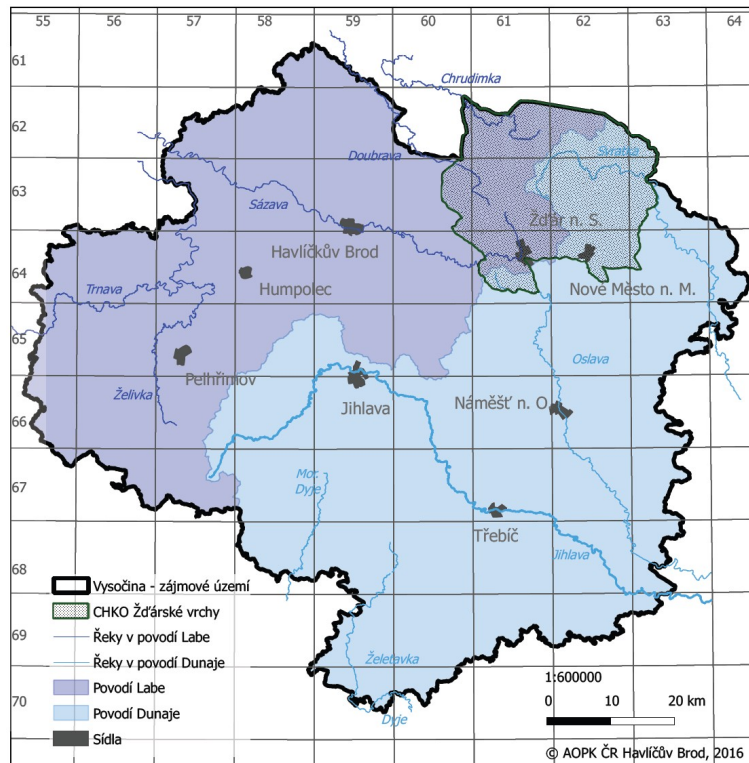 55 56 57 58 59 60 61 62 63 64
61
Chrudimka
62
Doubrava
Svratka
63
Sázava
Žďár n. S.
Havlíčkův Brod
64
Trnava
Humpolec
Nové Město n. M.
65
Oslava
Pelhřimov
Želivka
Jihlava
Náměšť n. O.
66
Mor.
Dyje
67
Třebíč
Jihlava
68
69
Želetavka
70
Dyje
Vysočina - zájmové území
CHKO Žďárské vrchy
Řeky v povodí Labe
Řeky v povodí Dunaje
Povodí Labe
Povodí Dunaje
Sídla
1:600000
0 10 20 km
© AOPK ČR Havlíčkův Brod, 2016